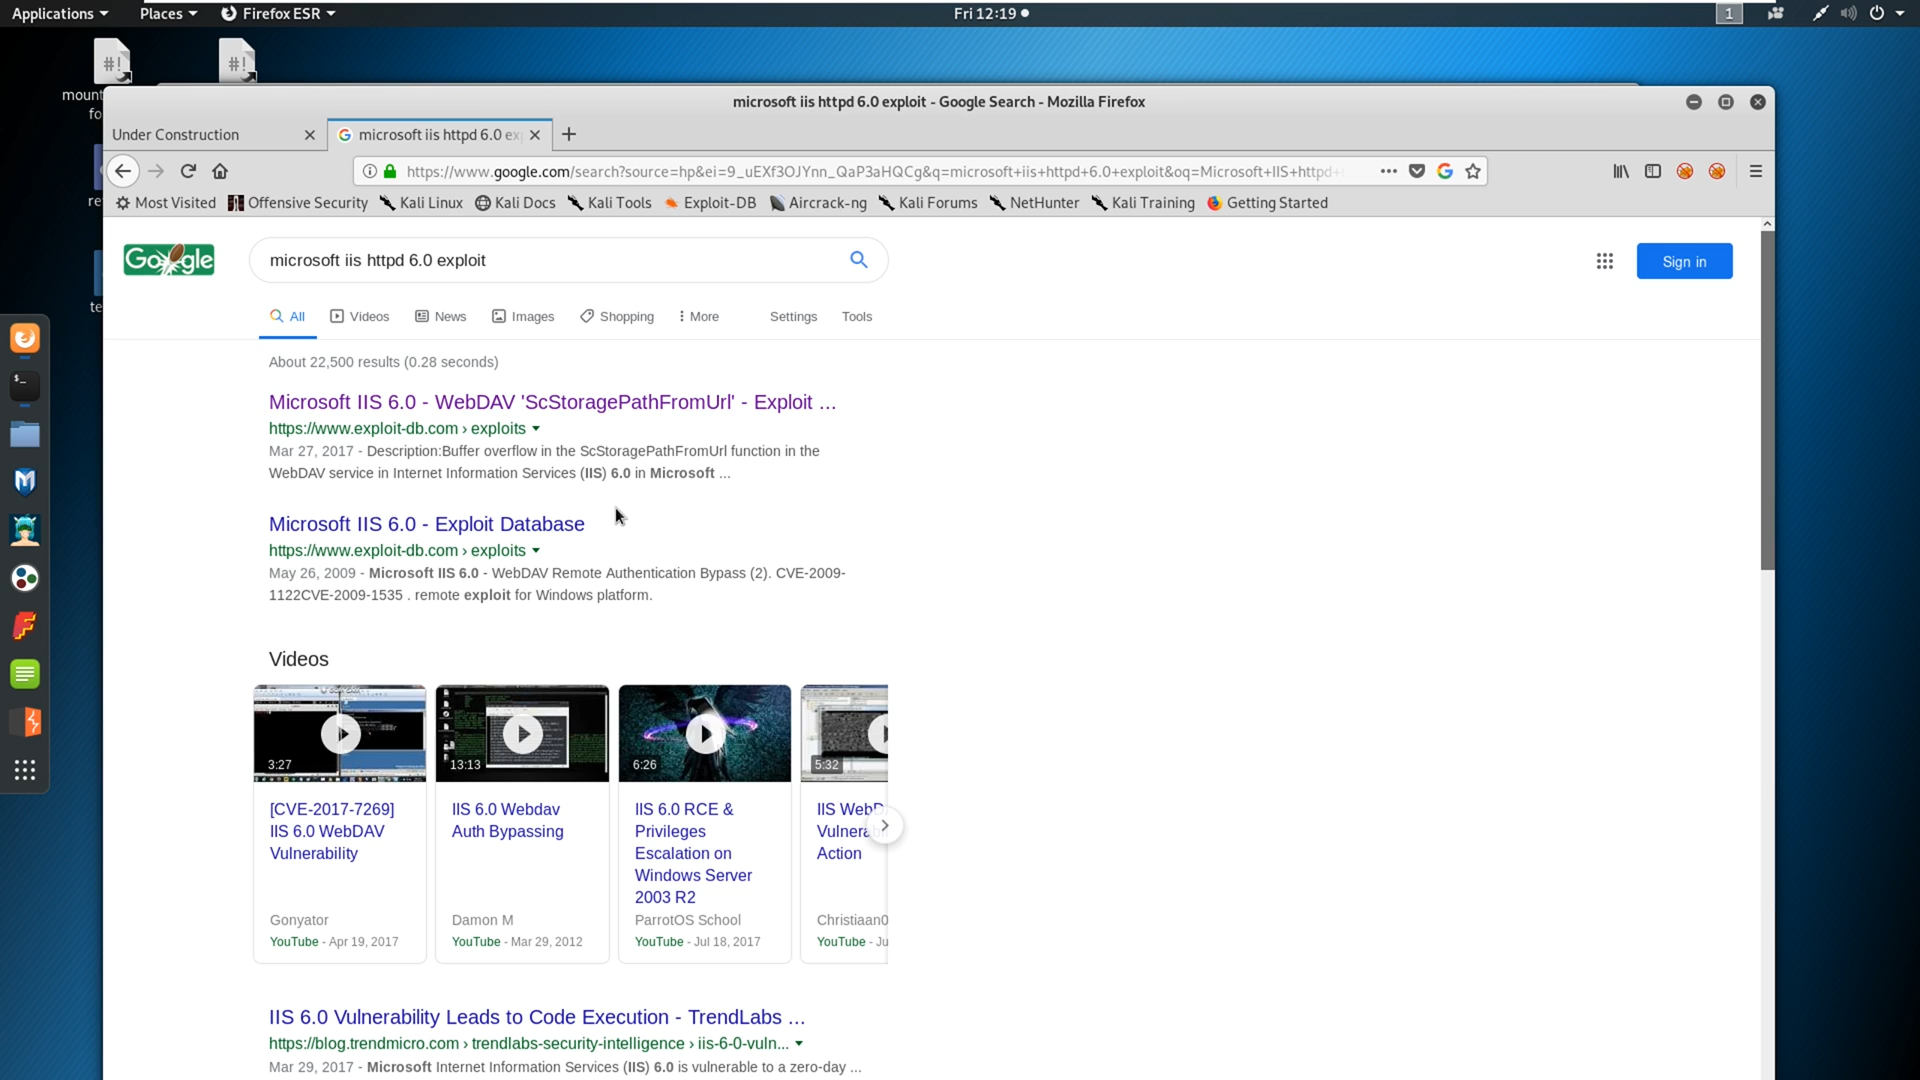 Applications Places Firefox ESR Fri 12:19 1
#! #!
mount
fo
re
te
microsoft iis httpd 6.0 exploit - Google Search - Mozilla Firefox
Under Construction microsoft iis httpd 6.0 ex
https://www.google.com/search?source=hp&ei=9_uEXf3OJYnn_QaP3aHQCg&q=microsoft+iis+httpd+6.0+exploit&oq=Microsoft+IIS+httpd+
Most Visited Offensive Security Kali Linux Kali Docs Kali Tools Exploit-DB Aircrack-ng Kali Forums NetHunter Kali Training Getting Started
Google microsoft iis httpd 6.0 exploit Sign in
All Videos News Images Shopping More Settings Tools
About 22,500 results (0.28 seconds)
Microsoft IIS 6.0 - WebDAV 'ScStoragePathFromUrl' - Exploit ...
https://www.exploit-db.com › exploits
Mar 27, 2017 - Description:Buffer overflow in the ScStoragePathFromUrl function in the
WebDAV service in Internet Information Services (IIS) 6.0 in Microsoft ...
Microsoft IIS 6.0 - Exploit Database
https://www.exploit-db.com › exploits
May 26, 2009 - Microsoft IIS 6.0 - WebDAV Remote Authentication Bypass (2). CVE-2009-
1122CVE-2009-1535 . remote exploit for Windows platform.
Videos
3:27
[CVE-2017-7269]
IIS 6.0 WebDAV
Vulnerability
Gonyator
YouTube - Apr 19, 2017
13:13
IIS 6.0 Webdav
Auth Bypassing
Damon M
YouTube - Mar 29, 2012
6:26
IIS 6.0 RCE &
Privileges
Escalation on
Windows Server
2003 R2
ParrotOS School
YouTube - Jul 18, 2017
5:32
IIS WebD
Vulnerab
Action
Christiaan0
YouTube - Ju
IIS 6.0 Vulnerability Leads to Code Execution - TrendLabs ...
https://blog.trendmicro.com › trendlabs-security-intelligence › iis-6-0-vuln...
Mar 29, 2017 - Microsoft Internet Information Services (IIS) 6.0 is vulnerable to a zero-day ...